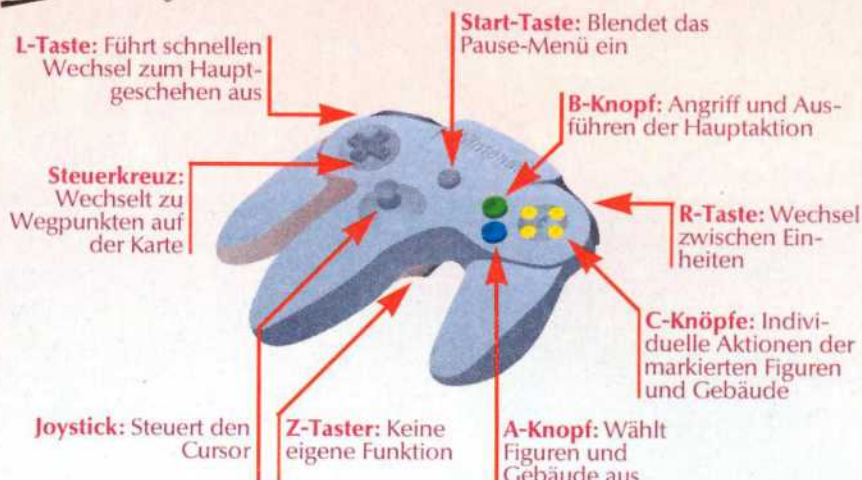 L-Taste: Führt schnellen
Wechsel zum Haupt-
geschehen aus
Start-Taste: Blendet das
Pause-Menü ein
B-Knopf: Angriff und Aus-
führen der Hauptaktion
Steuerkreuz:
Wechselt zu
Wegpunkten auf
der Karte
R-Taste: Wechsel
zwischen Ein-
heiten
C-Knöpfe: Indivi-
duelle Aktionen der
markierten Figuren
und Gebäude
Joystick: Steuert den
Cursor
Z-Taster: Keine
eigene Funktion
A-Knopf: Wählt
Figuren und
Gebäude aus
Nintendo